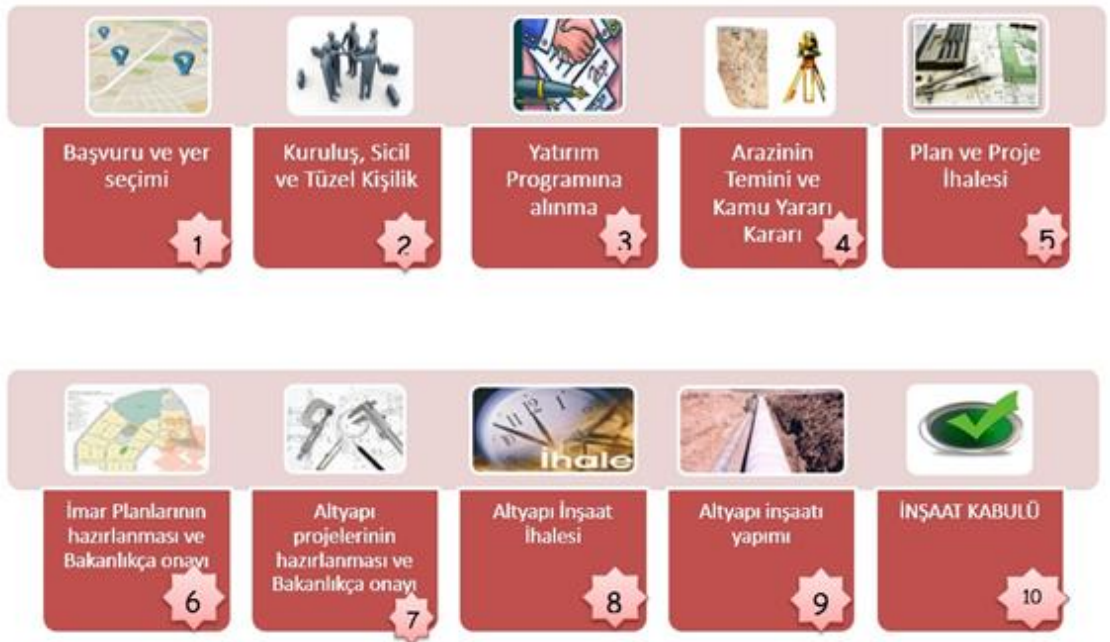 Başvuru ve yer
seçimi
1
Kuruluş, Sicil
ve Tüzel Kişilik
2
Yatırım
Programına
alınma
3
Arazinin
Temini ve
Kamu Yararı
Kararı
4
Plan ve Proje
İhalesi
5
İmar Planlarının
hazırlanması ve
Bakanlıkça onayı
6
Altyapı
projelerinin
hazırlanması ve
Bakanlıkça onayı
7
ihale
Altyapı İnşaat
İhalesi
8
Altyapı inşaatı
yapımı
9
İNŞAAT KABULÜ
10